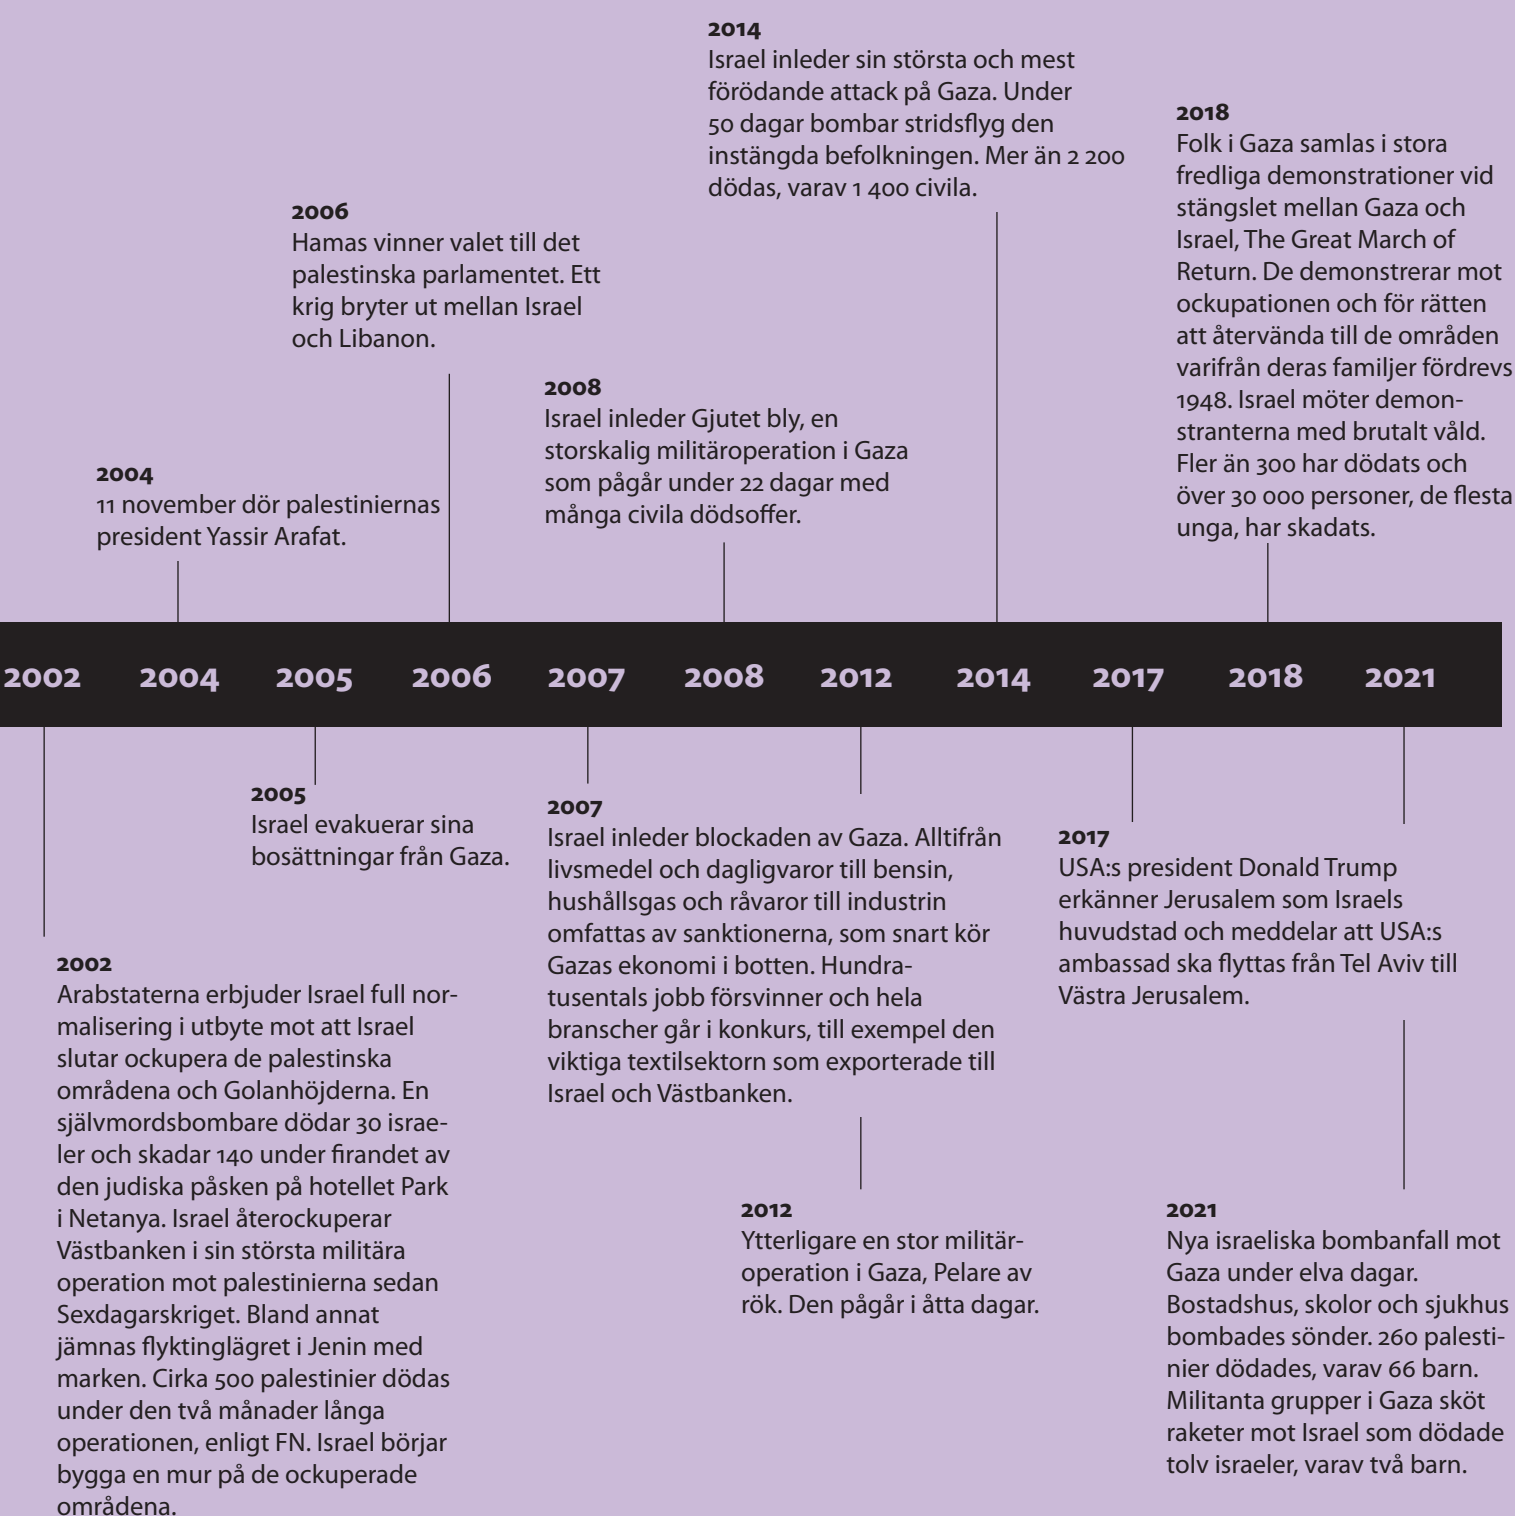 2014
Israel inleder sin största och mest
förödande attack på Gaza. Under
50 dagar bombar stridsflyg den
instängda befolkningen. Mer än 2 200
dödas, varav 1 400 civila.
2018
Folk i Gaza samlas i stora
fredliga demonstrationer vid
stängslet mellan Gaza och
Israel, The Great March of
Return. De demonstrerar mot
ockupationen och för rätten
att återvända till de områden
varifrån deras familjer fördrevs
1948. Israel möter demon-
stranterna med brutalt våld.
Fler än 300 har dödats och
över 30 000 personer, de flesta
unga, har skadats.
2006
Hamas vinner valet till det
palestinska parlamentet. Ett
krig bryter ut mellan Israel
och Libanon.
2008
Israel inleder Gjutet bly, en
storskalig militäroperation i Gaza
som pågår under 22 dagar med
många civila dödsoffer.
2004
11 november dör palestiniernas
president Yassir Arafat.
2002 2004 2005 2006 2007 2008 2012 2014 2017 2018 2021
2005
Israel evakuerar sina
bosättningar från Gaza.
2007
Israel inleder blockaden av Gaza. Alltifrån
livsmedel och dagligvaror till bensin,
hushållsgas och råvaror till industrin
omfattas av sanktionerna, som snart kör
Gazas ekonomi i botten. Hundra-
tusentals jobb försvinner och hela
branscher går i konkurs, till exempel den
viktiga textilsektorn som exporterade till
Israel och Västbanken.
2017
USA:s president Donald Trump
erkänner Jerusalem som Israels
huvudstad och meddelar att USA:s
ambassad ska flyttas från Tel Aviv till
Västra Jerusalem.
2002
Arabstaterna erbjuder Israel full nor-
malisering i utbyte mot att Israel
slutar ockupera de palestinska
områdena och Golanhöjderna. En
självmordsbombare dödar 30 israe-
ler och skadar 140 under firandet av
den judiska påsken på hotellet Park
i Netanya. Israel återockuperar
Västbanken i sin största militära
operation mot palestinierna sedan
Sexdagarskriget. Bland annat
jämnas flyktinglägret i Jenin med
marken. Cirka 500 palestinier dödas
under den två månader långa
operationen, enligt FN. Israel börjar
bygga en mur på de ockuperade
områdena.
2012
Ytterligare en stor militär-
operation i Gaza, Pelare av
rök. Den pågår i åtta dagar.
2021
Nya israeliska bombanfall mot
Gaza under elva dagar.
Bostadshus, skolor och sjukhus
bombades sönder. 260 palesti-
nier dödades, varav 66 barn.
Militanta grupper i Gaza sköt
raketer mot Israel som dödade
tolv israeler, varav två barn.